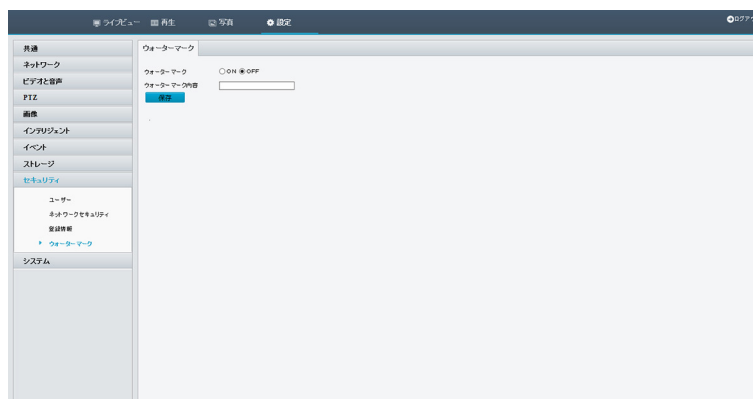 ライブビュー 再生 写真 設定 ログアウ
共通
ウォーターマーク
ネットワーク
ビデオと音声
PTZ
画像
インテリジェント
イベント
ストレージ
セキュリティ
ユーザー
ネットワークセキュリティ
登録情報
ウォーターマーク
システム
ウォーターマーク ON OFF
ウォーターマーク内容
保存